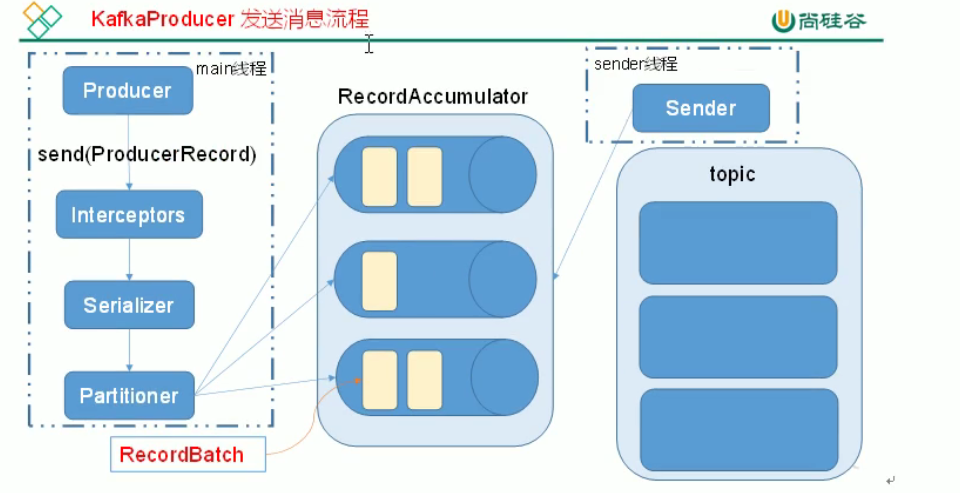 KafkaProducer 发送消息流程
尚硅谷
main线程
Producer
send(ProducerRecord)
Interceptors
Serializer
Partitioner
RecordBatch
RecordAccumulator
sender线程
Sender
topic